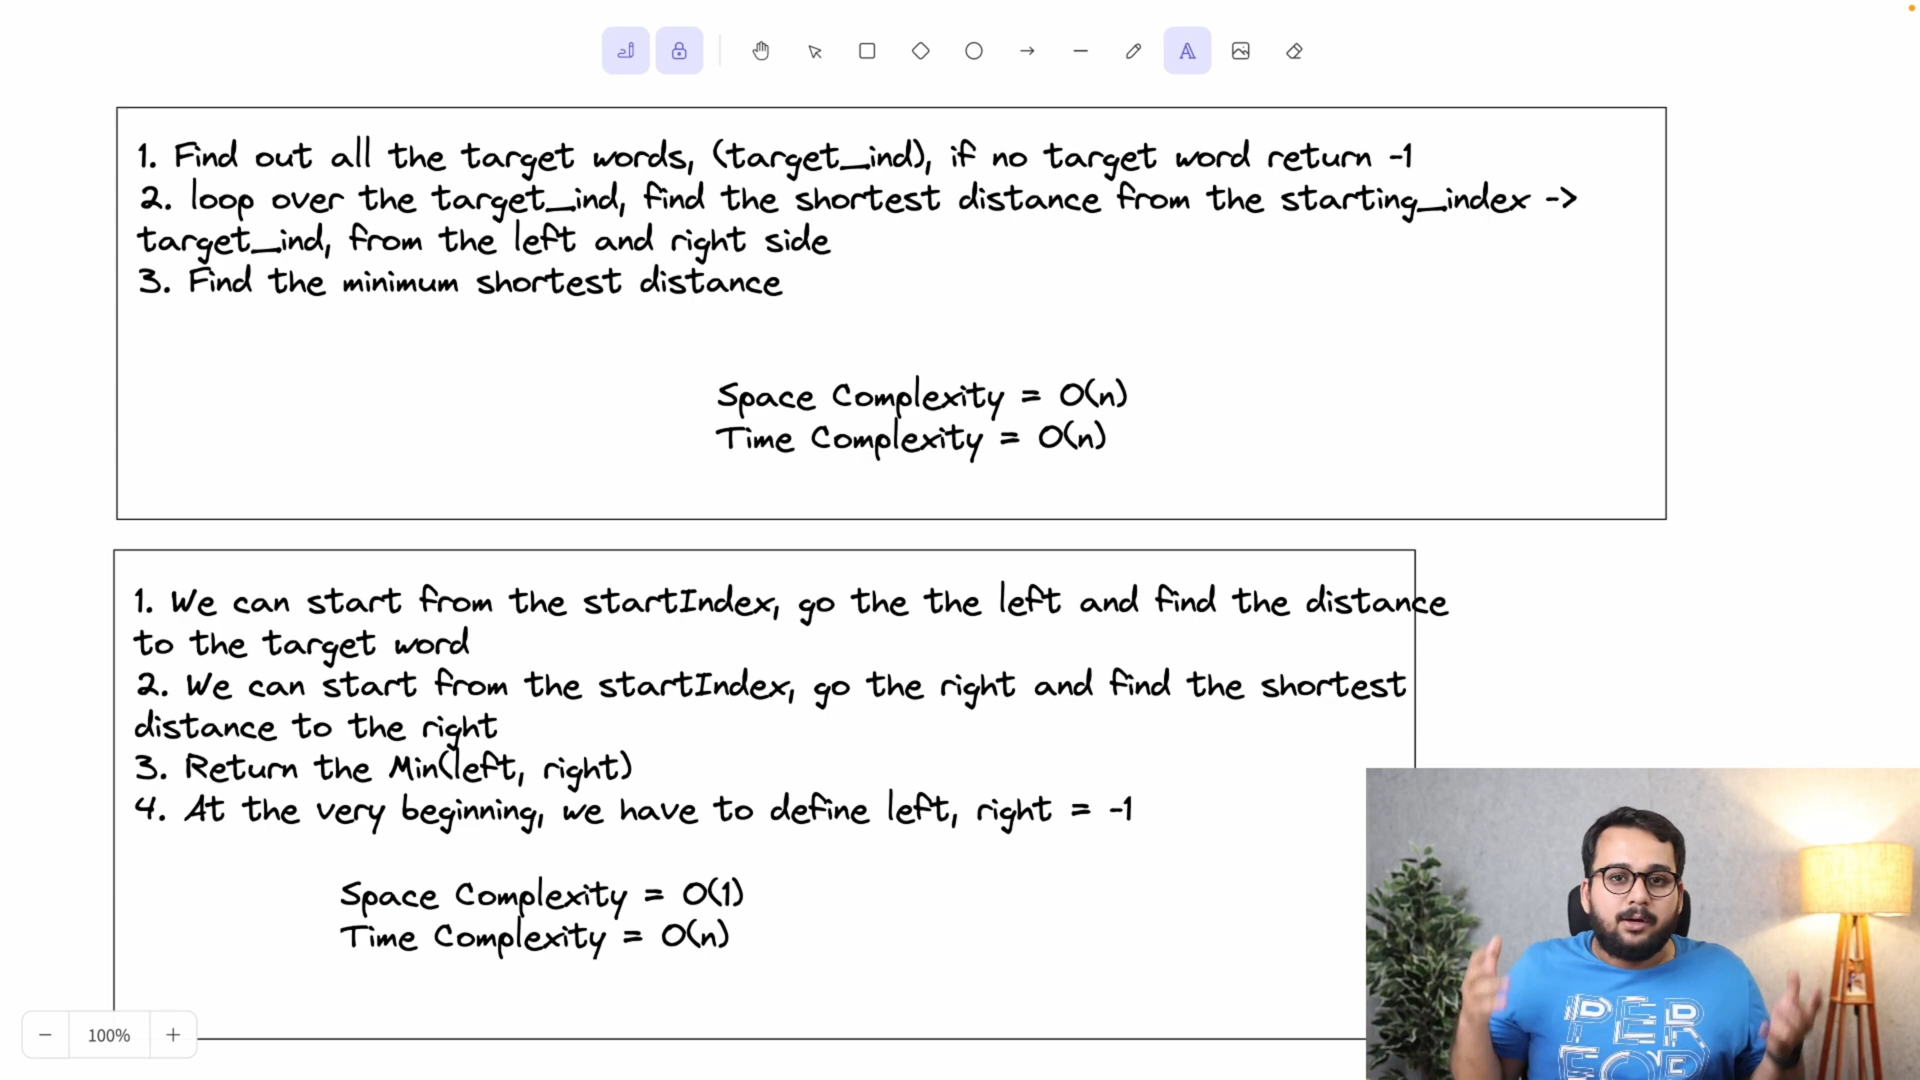 1. Find out all the target words, (target_ind), if no target word return -1
2. loop over the target_ind, find the shortest distance from the starting_index ->
target_ind, from the left and right side
3. Find the minimum shortest distance
Space Complexity = O(n)
Time Complexity = O(n)
1. We can start from the startIndex, go the the left and find the distance
to the target word
2. We can start from the startIndex, go the right and find the shortest
distance to the right
3. Return the Min(left, right)
4. At the very beginning, we have to define left, right = -1
Space Complexity = O(1)
Time Complexity = O(n)
100%
PER
FOR